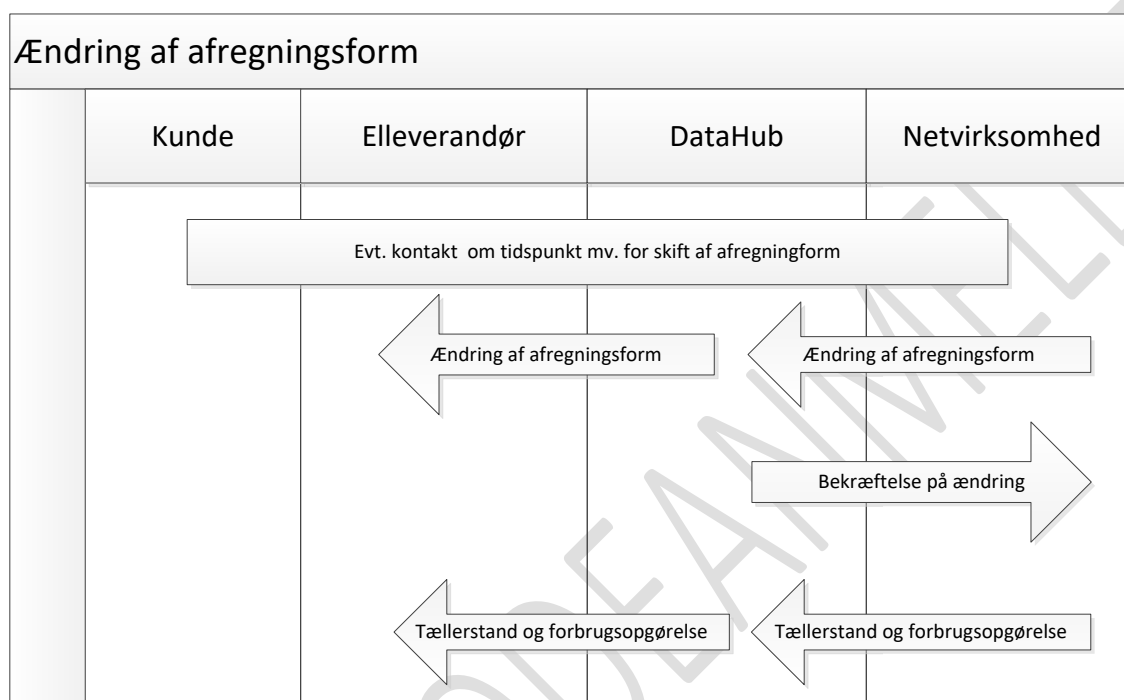 Ændring af afregningsform
Kunde
Elleverandør
DataHub
Netvirksomhed
Evt. kontakt om tidspunkt mv. for skift af afregningform
Ændring af afregningsform
Ændring af afregningsform
Bekræftelse på ændring
Tællerstand og forbrugsopgørelse
Tællerstand og forbrugsopgørelse